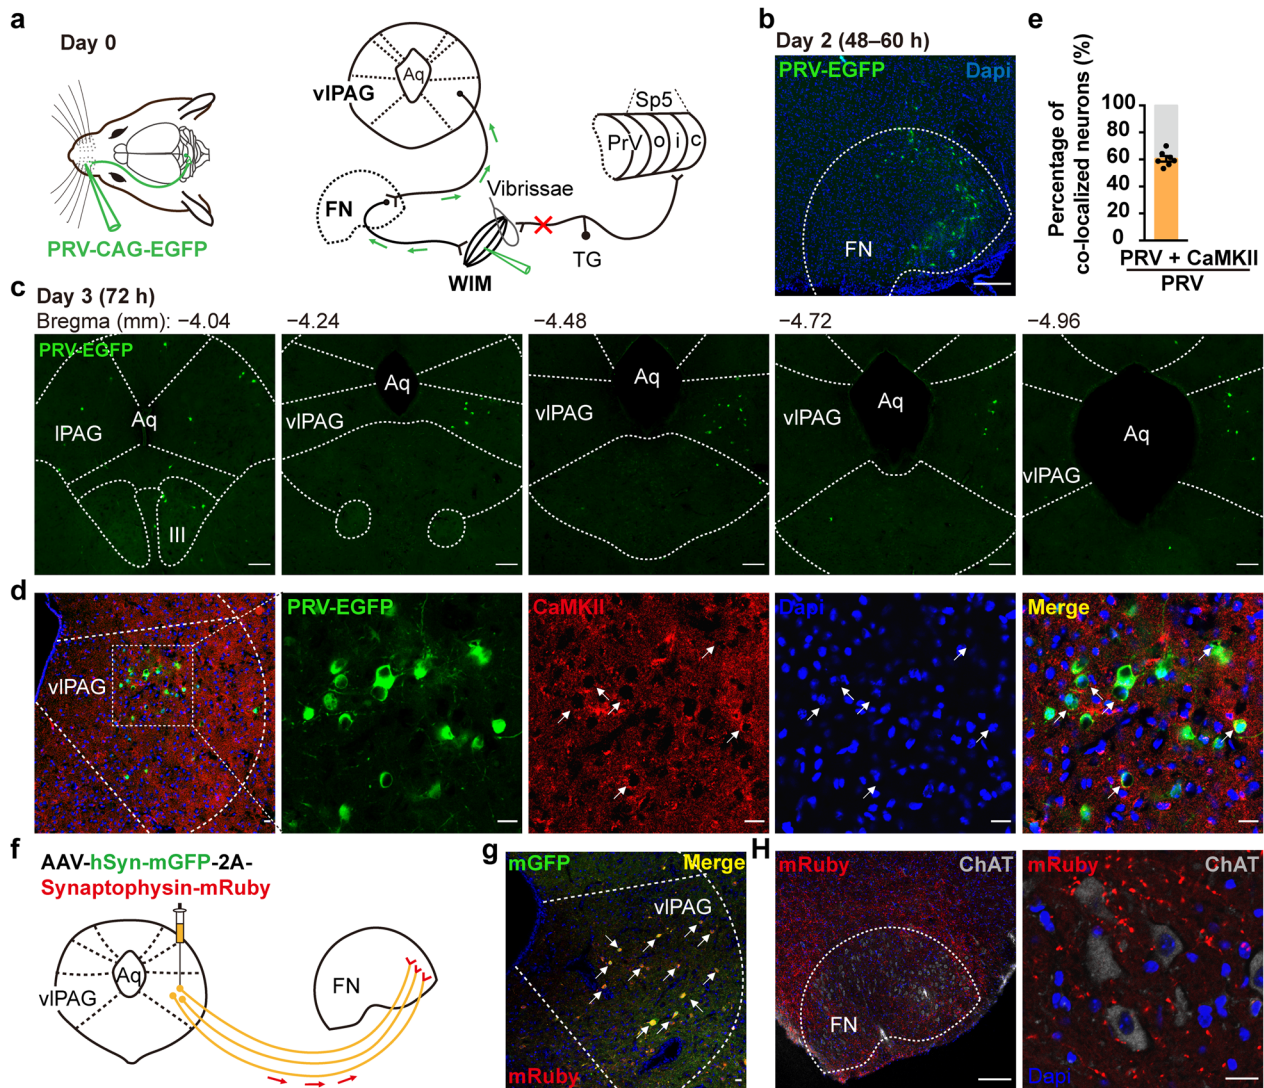 a
Day 0
PRV-CAG-EGFP
vlPAG
Aq
FN
WIM
Vibrissae
TG
Sp5
PrV o i c
b
Day 2 (48–60 h)
PRV-EGFP Dapi
FN
e
Percentage of
co-localized neurons (%)
100
80
60
40
20
0
PRV + CaMKII
PRV
c
Day 3 (72 h)
Bregma (mm): −4.04 −4.24 −4.48 −4.72 −4.96
PRV-EGFP
lPAG Aq
III
vlPAG Aq
vlPAG Aq
vlPAG Aq
vlPAG Aq
d
vlPAG
PRV-EGFP
CaMKII
Dapi
Merge
f
AAV-hSyn-mGFP-2A-
Synaptophysin-mRuby
Aq
vlPAG
FN
g
mGFP Merge
vlPAG
mRuby
H
mRuby ChAT
FN
mRuby ChAT
Dapi